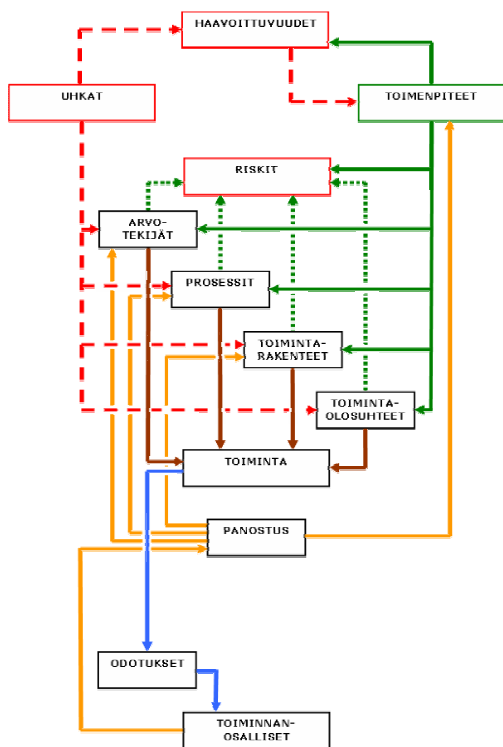 HAAVOITTUVUUDET
UHKAT
TOIMENPITEET
RISKIT
ARVO-
TEKIJÄT
PROSESSIT
TOIMINTA-
RAKENTEET
TOIMINTA-
OLOSUHTEET
TOIMINTA
PANOSTUS
ODOTUKSET
TOIMINNAN-
OSALLISET